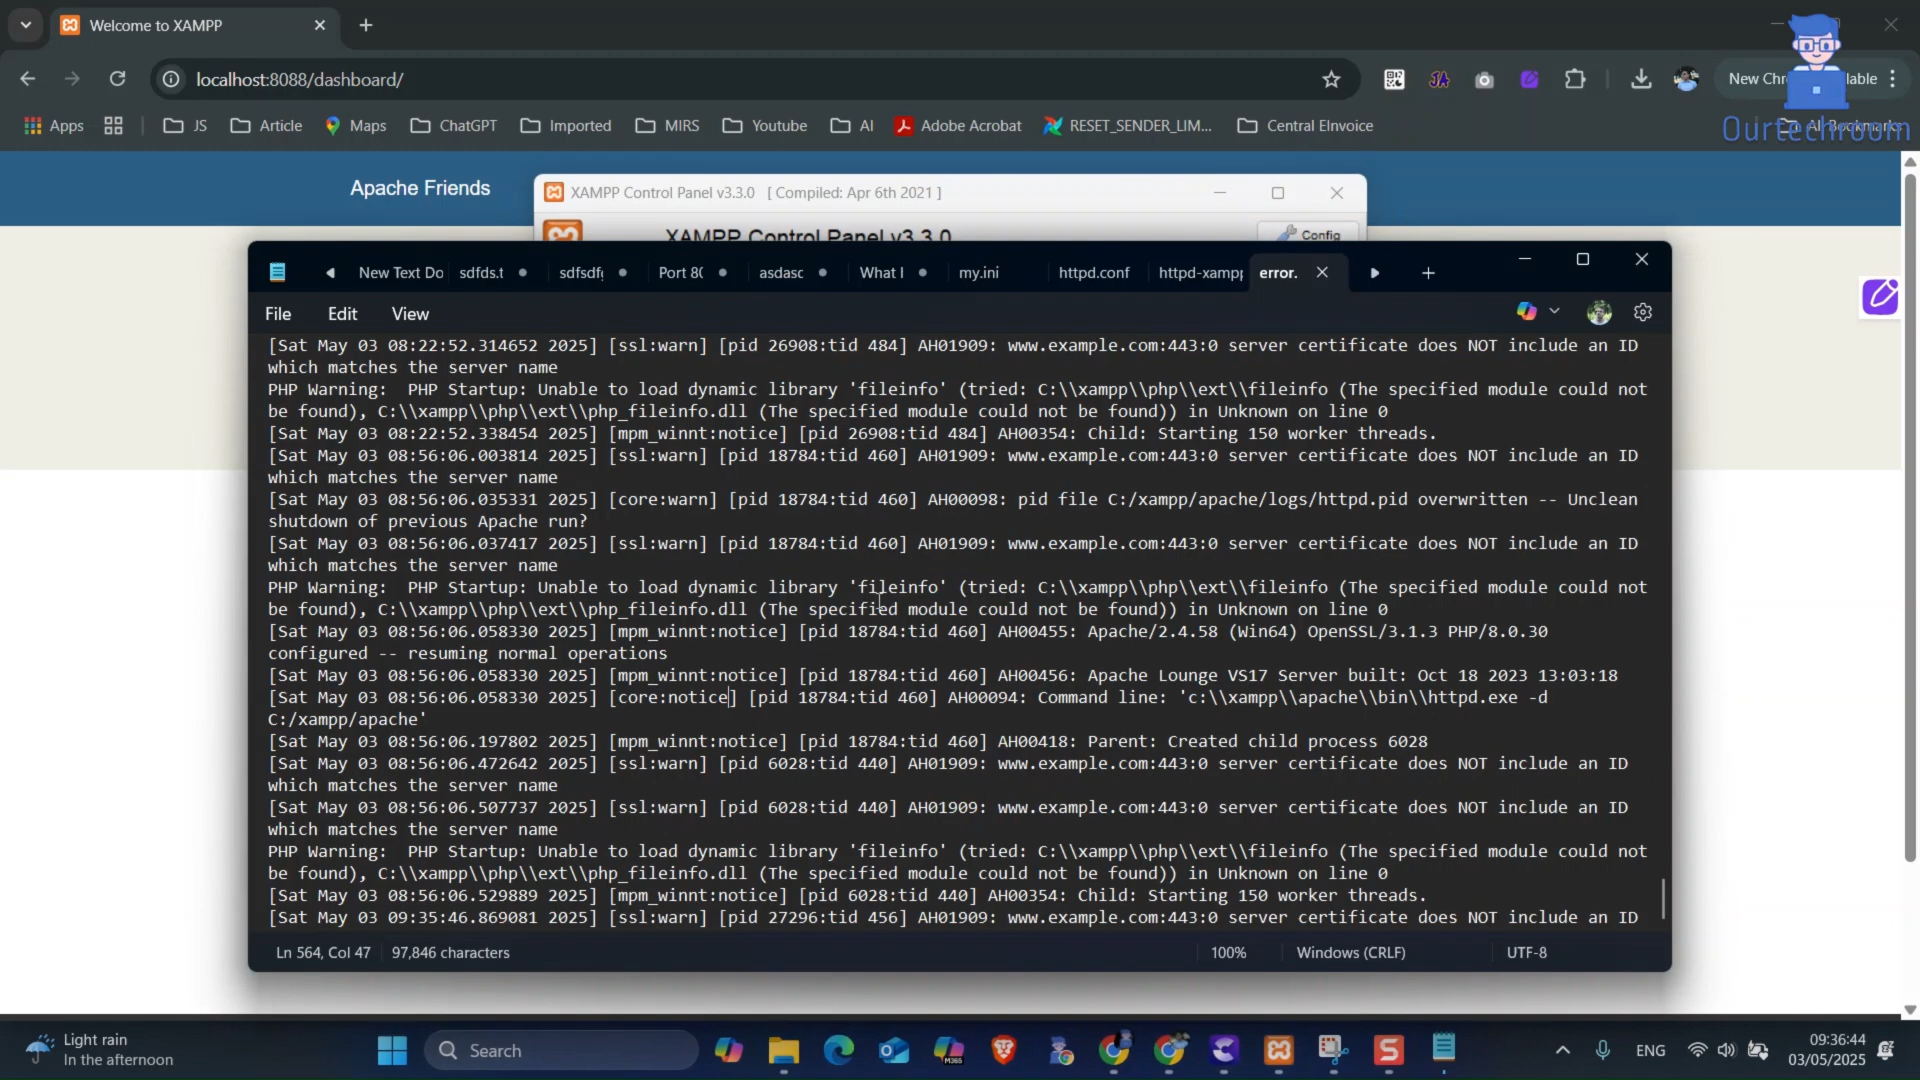 Welcome to XAMPP
localhost:8088/dashboard/
New Chr lable
Apps JS Article Maps ChatGPT Imported MIRS Youtube AI Adobe Acrobat RESET_SENDER_LIM... Central EInvoice
Ourtechroom
Apache Friends
XAMPP Control Panel v3.3.0 [ Compiled: Apr 6th 2021 ]
XAMPP Control Panel v3.3.0 Config
New Text Do sdfds.t sdfsdf Port 80 asdasc What I my.ini httpd.conf httpd-xampp error.
File Edit View
[Sat May 03 08:22:52.314652 2025] [ssl:warn] [pid 26908:tid 484] AH01909: www.example.com:443:0 server certificate does NOT include an ID
which matches the server name
PHP Warning:  PHP Startup: Unable to load dynamic library 'fileinfo' (tried: C:\\xampp\\php\\ext\\fileinfo (The specified module could not
be found), C:\\xampp\\php\\ext\\php_fileinfo.dll (The specified module could not be found)) in Unknown on line 0
[Sat May 03 08:22:52.338454 2025] [mpm_winnt:notice] [pid 26908:tid 484] AH00354: Child: Starting 150 worker threads.
[Sat May 03 08:56:06.003814 2025] [ssl:warn] [pid 18784:tid 460] AH01909: www.example.com:443:0 server certificate does NOT include an ID
which matches the server name
[Sat May 03 08:56:06.035331 2025] [core:warn] [pid 18784:tid 460] AH00098: pid file C:/xampp/apache/logs/httpd.pid overwritten -- Unclean
shutdown of previous Apache run?
[Sat May 03 08:56:06.037417 2025] [ssl:warn] [pid 18784:tid 460] AH01909: www.example.com:443:0 server certificate does NOT include an ID
which matches the server name
PHP Warning:  PHP Startup: Unable to load dynamic library 'fileinfo' (tried: C:\\xampp\\php\\ext\\fileinfo (The specified module could not
be found), C:\\xampp\\php\\ext\\php_fileinfo.dll (The specified module could not be found)) in Unknown on line 0
[Sat May 03 08:56:06.058330 2025] [mpm_winnt:notice] [pid 18784:tid 460] AH00455: Apache/2.4.58 (Win64) OpenSSL/3.1.3 PHP/8.0.30
configured -- resuming normal operations
[Sat May 03 08:56:06.058330 2025] [mpm_winnt:notice] [pid 18784:tid 460] AH00456: Apache Lounge VS17 Server built: Oct 18 2023 13:03:18
[Sat May 03 08:56:06.058330 2025] [core:notice] [pid 18784:tid 460] AH00094: Command line: 'c:\\xampp\\apache\\bin\\httpd.exe -d
C:/xampp/apache'
[Sat May 03 08:56:06.197802 2025] [mpm_winnt:notice] [pid 18784:tid 460] AH00418: Parent: Created child process 6028
[Sat May 03 08:56:06.472642 2025] [ssl:warn] [pid 6028:tid 440] AH01909: www.example.com:443:0 server certificate does NOT include an ID
which matches the server name
[Sat May 03 08:56:06.507737 2025] [ssl:warn] [pid 6028:tid 440] AH01909: www.example.com:443:0 server certificate does NOT include an ID
which matches the server name
PHP Warning:  PHP Startup: Unable to load dynamic library 'fileinfo' (tried: C:\\xampp\\php\\ext\\fileinfo (The specified module could not
be found), C:\\xampp\\php\\ext\\php_fileinfo.dll (The specified module could not be found)) in Unknown on line 0
[Sat May 03 08:56:06.529889 2025] [mpm_winnt:notice] [pid 6028:tid 440] AH00354: Child: Starting 150 worker threads.
[Sat May 03 09:35:46.869081 2025] [ssl:warn] [pid 27296:tid 456] AH01909: www.example.com:443:0 server certificate does NOT include an ID
Ln 564, Col 47 97,846 characters 100% Windows (CRLF) UTF-8
Light rain
In the afternoon
Search
M365
ENG
09:36:44
03/05/2025